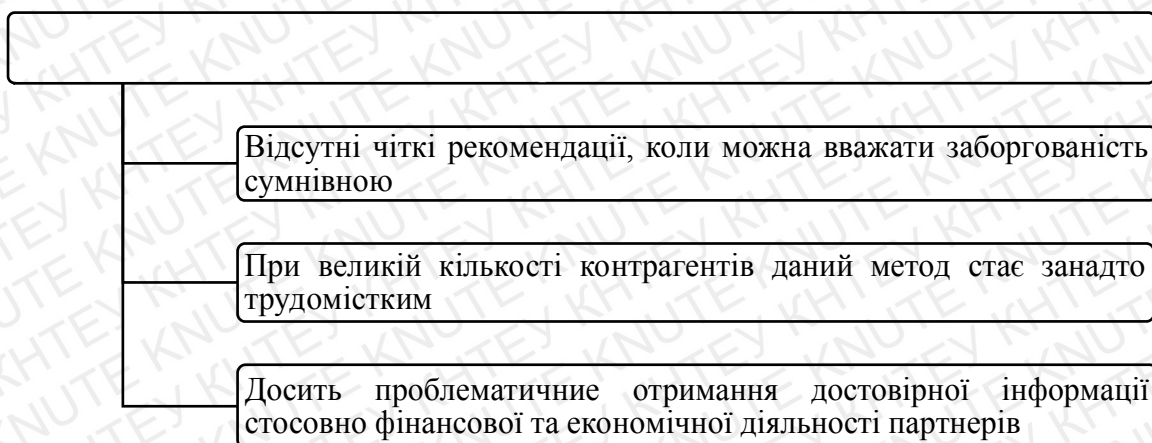 Відсутні чіткі рекомендації, коли можна вважати заборгованість
сумнівною
При великій кількості контрагентів даний метод стає занадто
трудомістким
Досить проблематичние отримання достовірної інформації
стосовно фінансової та економічної діяльності партнерів